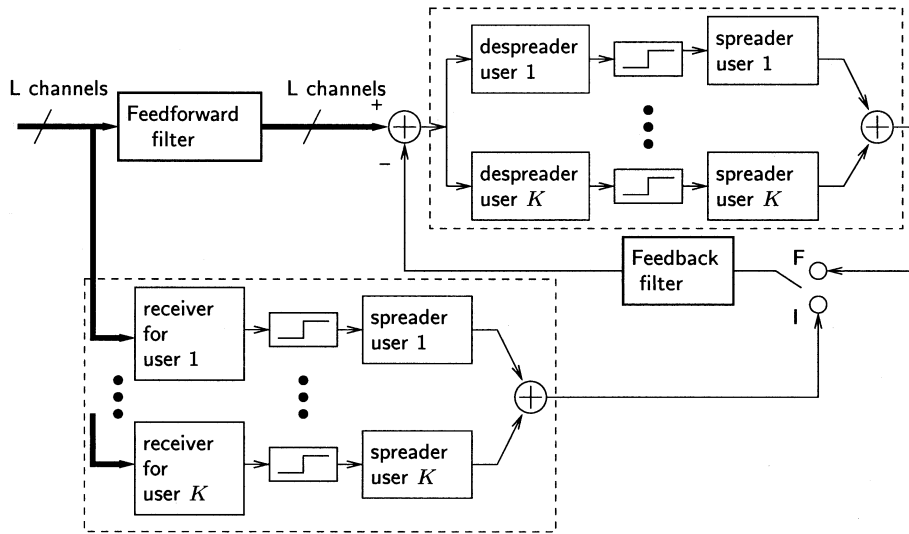 L channels
Feedforward
filter
L channels
+
−
despreader
user 1
spreader
user 1
despreader
user K
spreader
user K
Feedback
filter
F
I
receiver
for
user 1
spreader
user 1
receiver
for
user K
spreader
user K